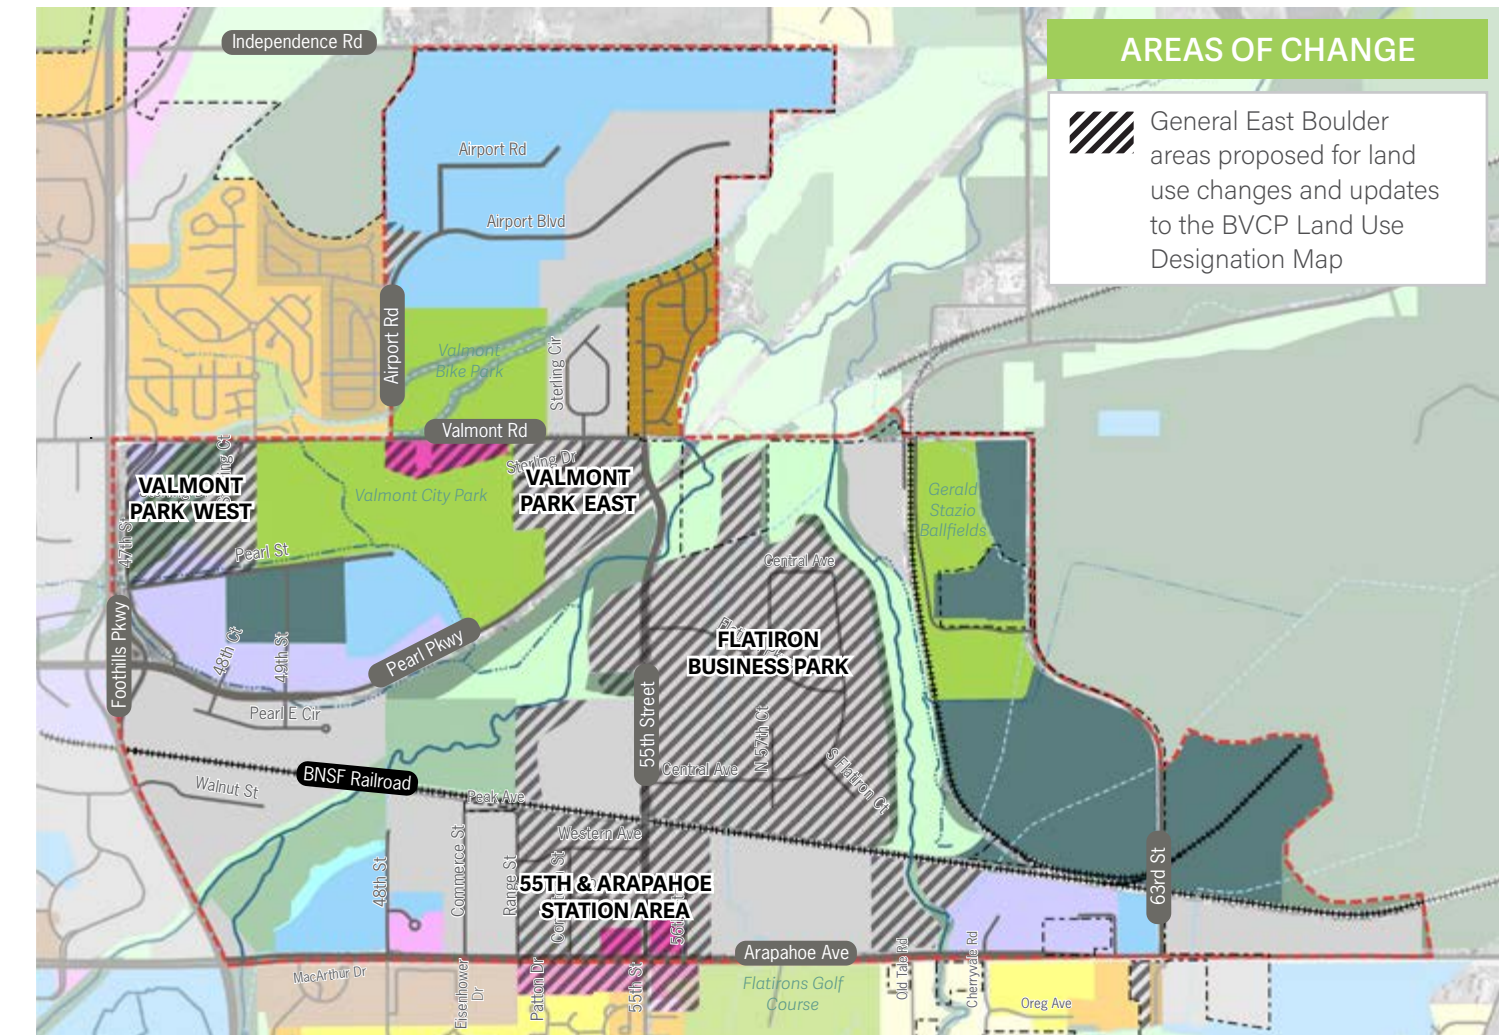 Independence Rd
AREAS OF CHANGE
General East Boulder
areas proposed for land
use changes and updates
to the BVCP Land Use
Designation Map
Airport Rd
Airport Blvd
Airport Rd
Valmont
Bike Park
Sterling Cir
Valmont Rd
Sterling Dr
VALMONT
PARK WEST
Valmont City Park
VALMONT
PARK EAST
Gerald
Stazio
Ballfields
47th St
Pearl St
Central Ave
Foothills Pkwy
48th Ct
49th St
Pearl Pkwy
FLATIRON
BUSINESS PARK
55th Street
Pearl E Cir
N 57th Ct
S Flatiron Ct
Central Ave
BNSF Railroad
Walnut St
Peak Ave
Western Ave
48th St
Commerce St
Range St
55TH & ARAPAHOE
STATION AREA
63rd St
Arapahoe Ave
MacArthur Dr
Eisenhower
Dr
Patton Dr
55th St
Flatirons Golf
Course
Old Tale Rd
Cherryvale Rd
Oreg Ave